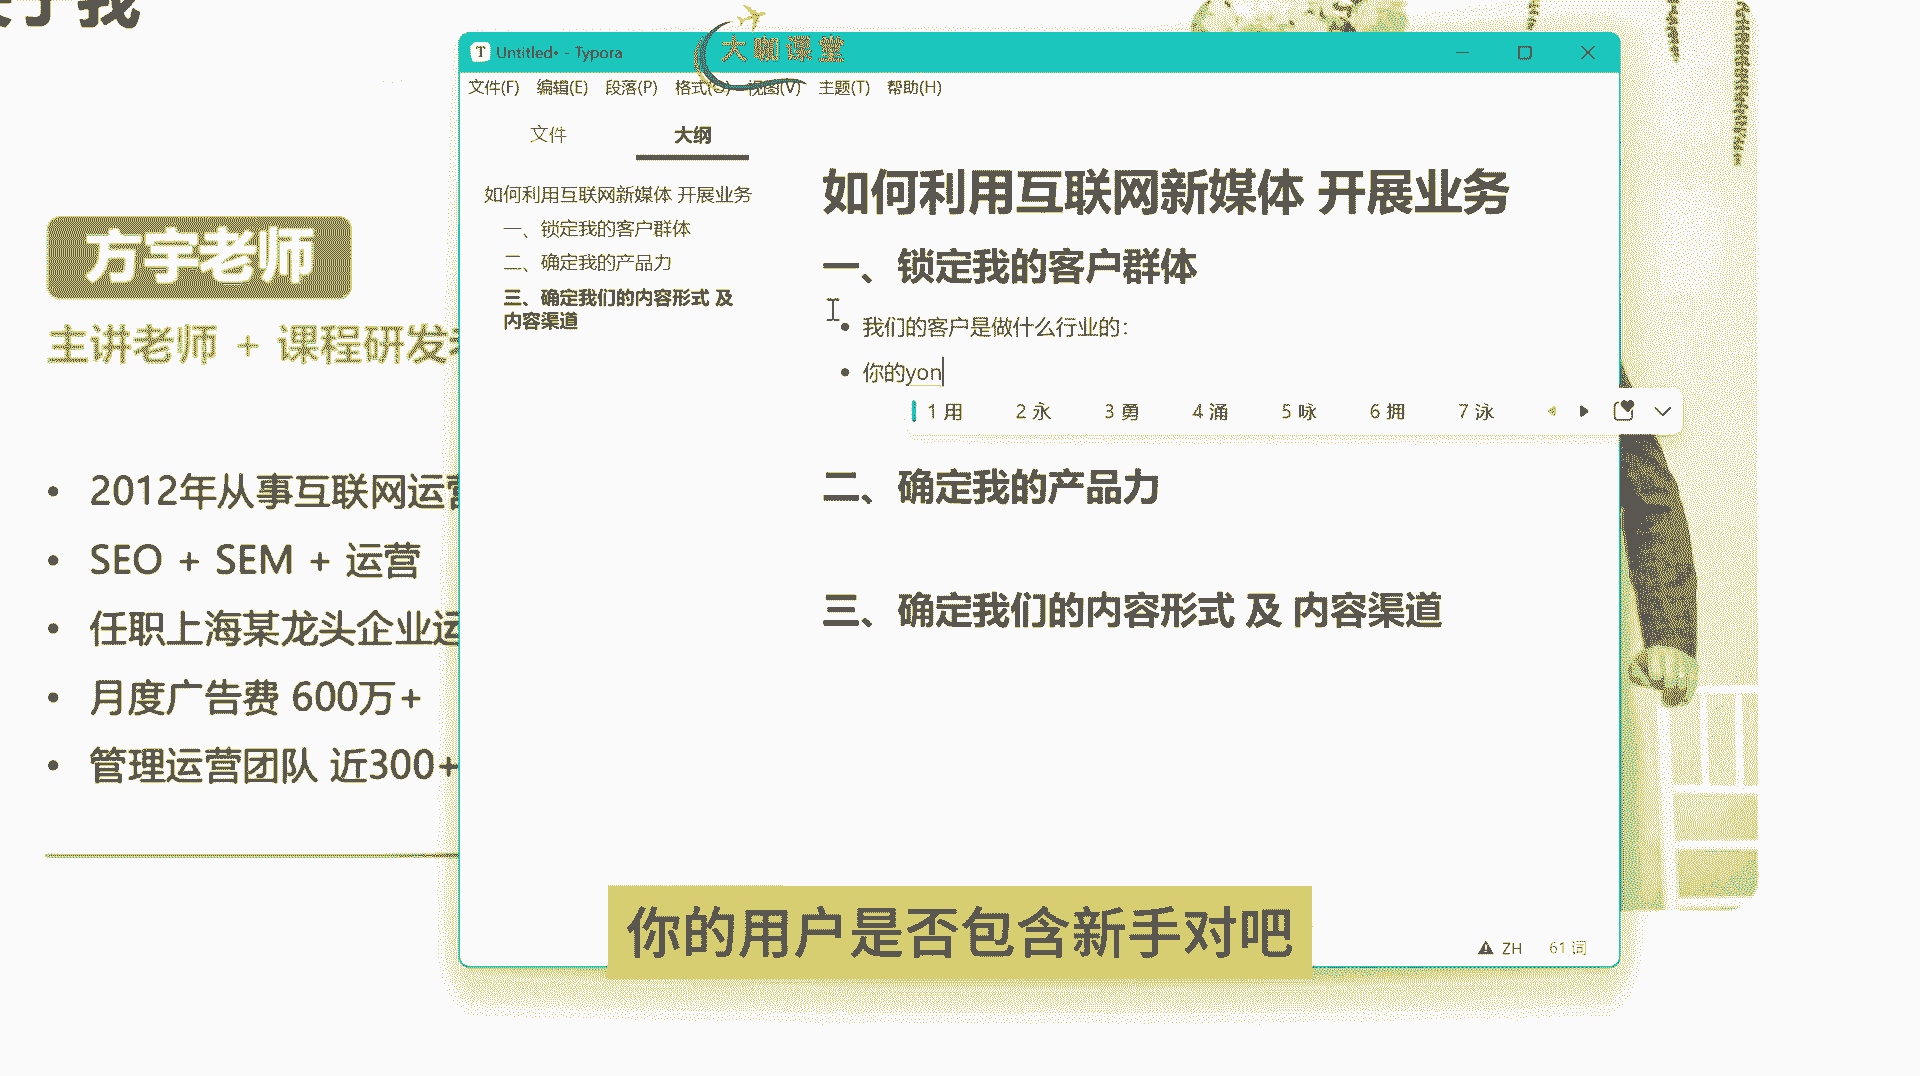 大咖课堂
Untitled• - Typora
文件(F) 编辑(E) 段落(P) 格式(O) 视图(V) 主题(T) 帮助(H)
文件 大纲
如何利用互联网新媒体 开展业务
一、锁定我的客户群体
二、确定我的产品力
三、确定我们的内容形式 及
内容渠道
如何利用互联网新媒体 开展业务
一、锁定我的客户群体
• 我们的客户是做什么行业的：
• 你的yon
1 用 2 永 3 勇 4 涌 5 咏 6 拥 7 泳
二、确定我的产品力
三、确定我们的内容形式 及 内容渠道
ZH 61 词
方宇老师
主讲老师 + 课程研发
• 2012年从事互联网运营
• SEO + SEM + 运营
• 任职上海某龙头企业运
• 月度广告费 600万+
• 管理运营团队 近300+
你的用户是否包含新手对吧